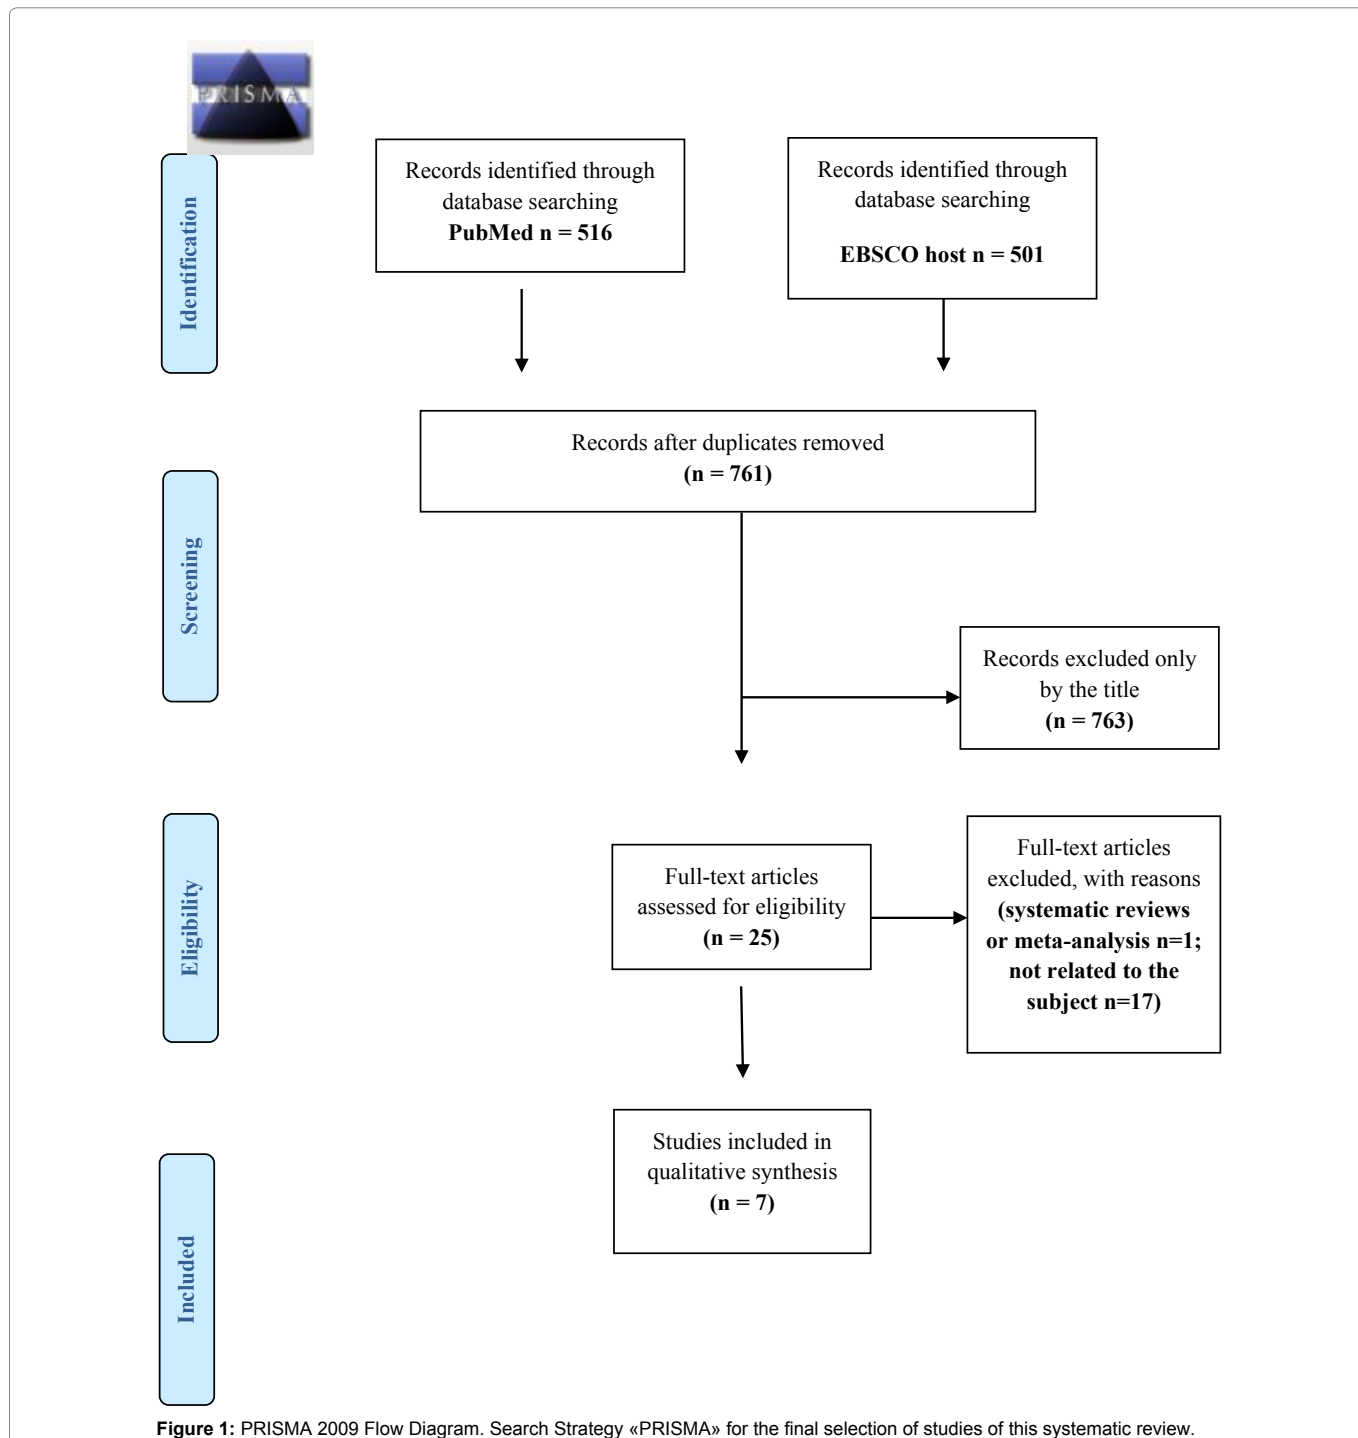 PRISMA
Identification
Records identified through
database searching
PubMed n = 516
Records identified through
database searching
EBSCO host n = 501
Records after duplicates removed
(n = 761)
Screening
Records excluded only
by the title
(n = 763)
Eligibility
Full-text articles
assessed for eligibility
(n = 25)
Full-text articles
excluded, with reasons
(systematic reviews
or meta-analysis n=1;
not related to the
subject n=17)
Included
Studies included in
qualitative synthesis
(n = 7)
Figure 1: PRISMA 2009 Flow Diagram. Search Strategy «PRISMA» for the final selection of studies of this systematic review.